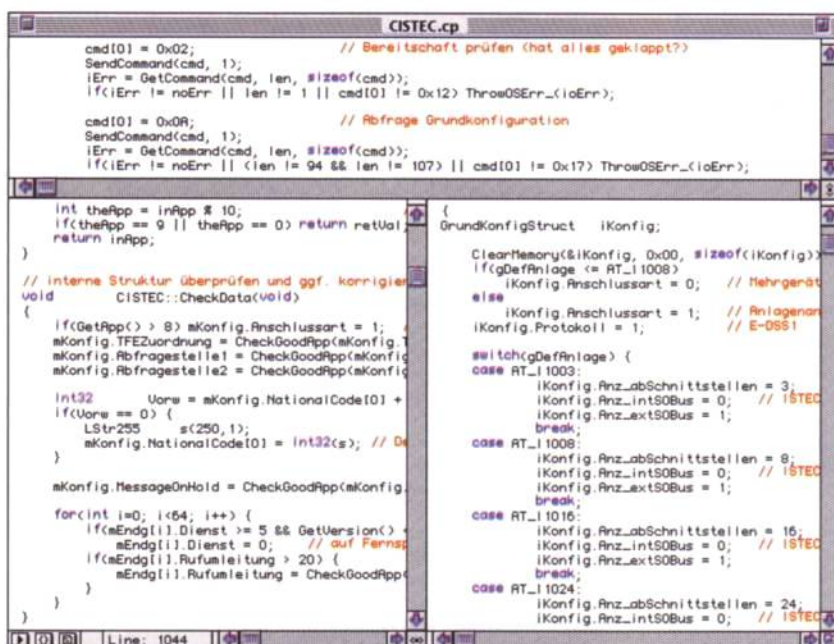 CISTEC.cp
cmd[0] = 0x02; // Bereitschaft prüfen (hat alles geklappt?)
SendCommand(cmd, 1);
iErr = GetCommand(cmd, len, sizeof(cmd));
if(iErr != noErr || len != 1 || cmd[0] != 0x12) ThrowOSErr_(ioErr);
cmd[0] = 0x0A; // Abfrage Grundkonfiguration
SendCommand(cmd, 1);
iErr = GetCommand(cmd, len, sizeof(cmd));
if(iErr != noErr || (len != 94 && len != 107) || cmd[0] != 0x17) ThrowOSErr_(ioErr);
int theApp = inApp % 10;
if(theApp == 9 || theApp == 0) return retVal;
return inApp;
}
// interne Struktur überprüfen und ggf. korrigier
void CISTEC::CheckData(void)
{
if(GetApp() > 8) mKonfig.Anschlussart = 1; /
mKonfig.TFEZuordnung = CheckGoodApp(mKonfig.T
mKonfig.Abfragestelle1 = CheckGoodApp(mKonfig
mKonfig.Abfragestelle2 = CheckGoodApp(mKonfig
Int32 Vorw = mKonfig.NationalCode[0] +
if(Vorw == 0) {
LStr255 s(250,1);
mKonfig.NationalCode[0] = Int32(s); // De
}
mKonfig.MessageOnHold = CheckGoodApp(mKonfig.
for(int i=0; i<64; i++) {
if(mEndg[i].Dienst >= 5 && GetVersion() <
mEndg[i].Dienst = 0; // auf Fernsp
if(mEndg[i].Rufumleitung > 20) {
mEndg[i].Rufumleitung = CheckGoodApp(
}
}
}
Line: 1044
{
GrundKonfigStruct iKonfig;
ClearMemory(&iKonfig, 0x00, sizeof(iKonfig))
if(gDefAnlage <= AT_I1008)
iKonfig.Anschlussart = 0; // Mehrgerät
else
iKonfig.Anschlussart = 1; // Anlagenan
iKonfig.Protokoll = 1; // E-DSS1
switch(gDefAnlage) {
case AT_I1003:
iKonfig.Anz_abSchnittstellen = 3;
iKonfig.Anz_intS0Bus = 0; // ISTEC
iKonfig.Anz_extS0Bus = 1;
break;
case AT_I1008:
iKonfig.Anz_abSchnittstellen = 8;
iKonfig.Anz_intS0Bus = 0; // ISTEC
iKonfig.Anz_extS0Bus = 1;
break;
case AT_I1016:
iKonfig.Anz_abSchnittstellen = 16;
iKonfig.Anz_intS0Bus = 0; // ISTEC
iKonfig.Anz_extS0Bus = 1;
break;
case AT_I1024:
iKonfig.Anz_abSchnittstellen = 24;
iKonfig.Anz_intS0Bus = 0; // ISTEC